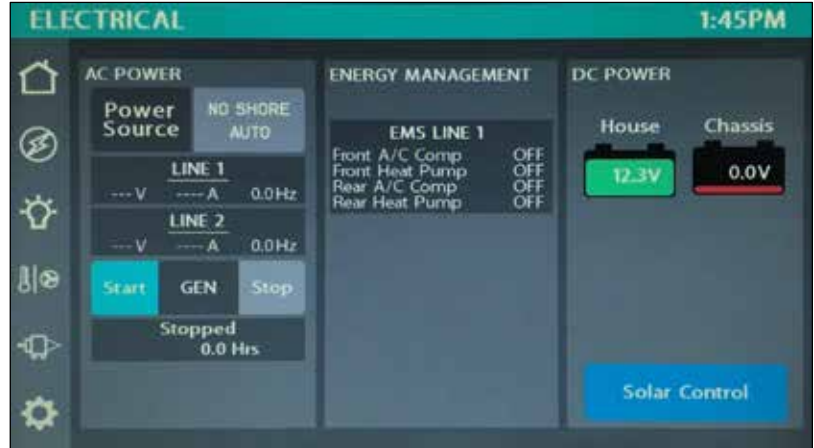 ELECTRICAL 1:45PM
AC POWER
Power Source
NO SHORE
AUTO
LINE 1
--- V ---- A 0.0Hz
LINE 2
--- V ---- A 0.0Hz
Start GEN Stop
Stopped
0.0 Hrs
ENERGY MANAGEMENT
EMS LINE 1
Front A/C Comp OFF
Front Heat Pump OFF
Rear A/C Comp OFF
Rear Heat Pump OFF
DC POWER
House Chassis
12.3V 0.0V
Solar Control